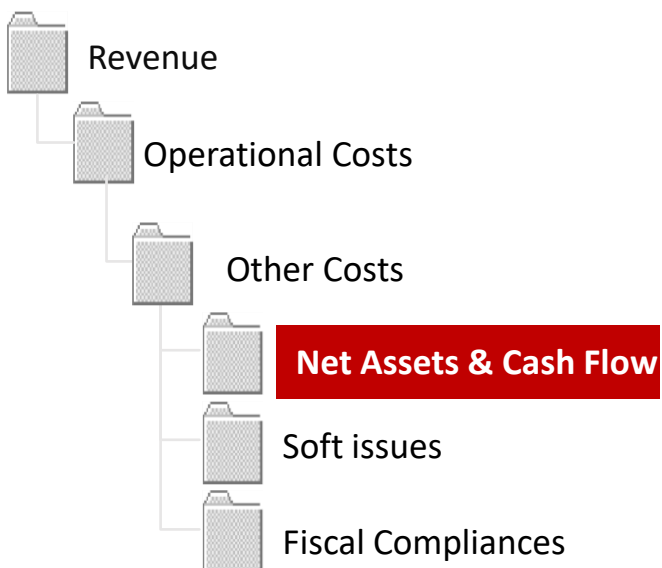 Revenue
Operational Costs
Other Costs
Net Assets & Cash Flow
Soft issues
Fiscal Compliances